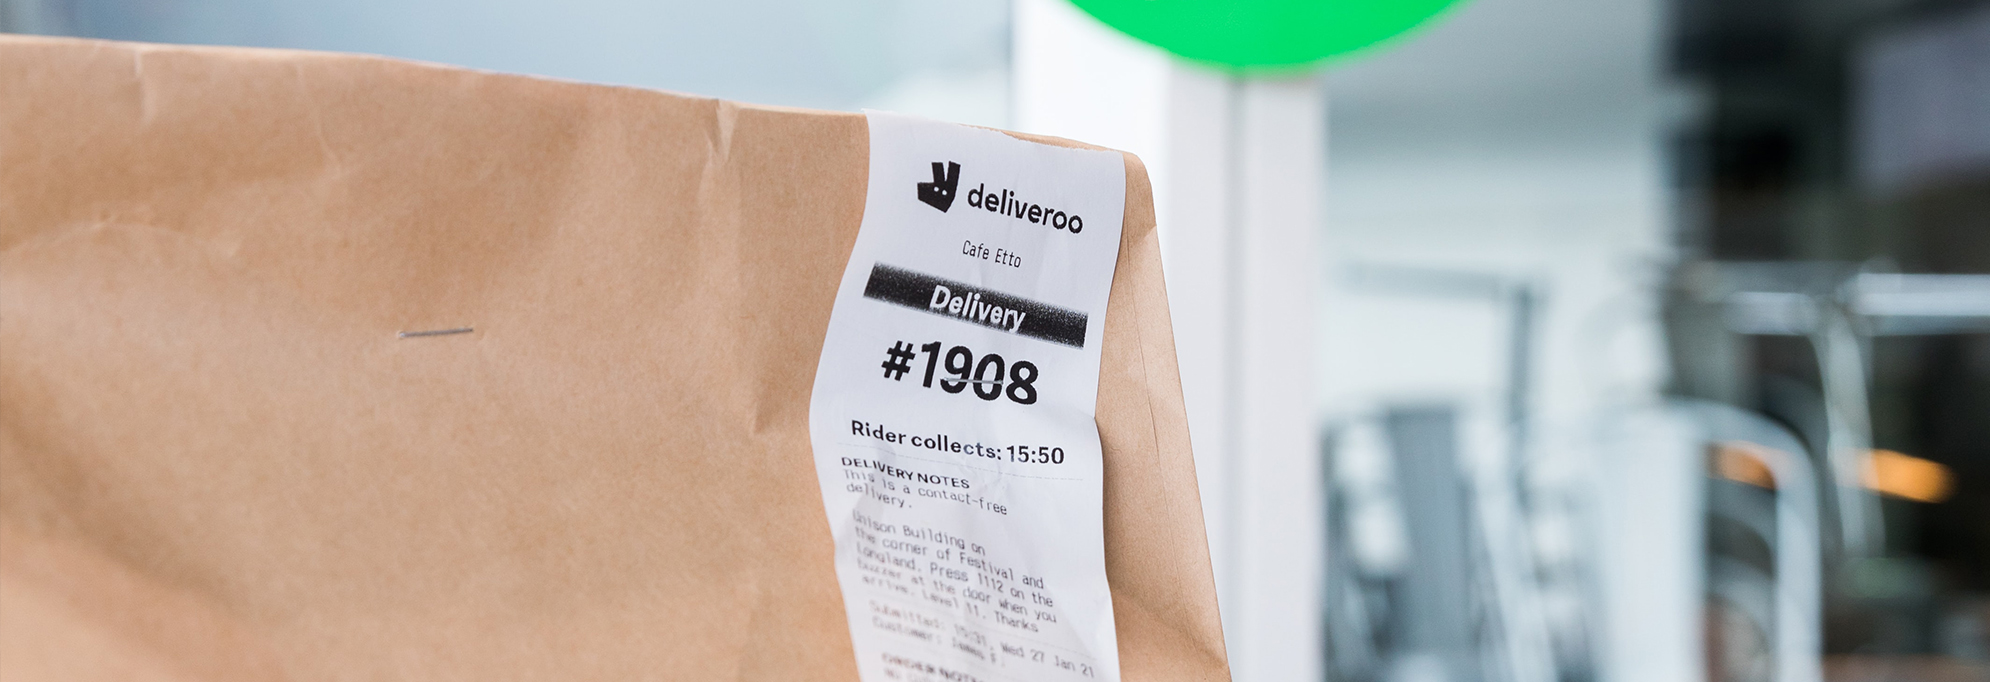 deliveroo
Cafe Etto
Delivery
#1908
Rider collects: 15:50
DELIVERY NOTES
This is a contact-free
delivery.
Unison Building on
the corner of Festival and
longland. Press 1112 on the
buzzer at the door when you
arrive. Level 11. Thanks
Submitted: 15:31, Wed 27 Jan 21
Customer: James F.